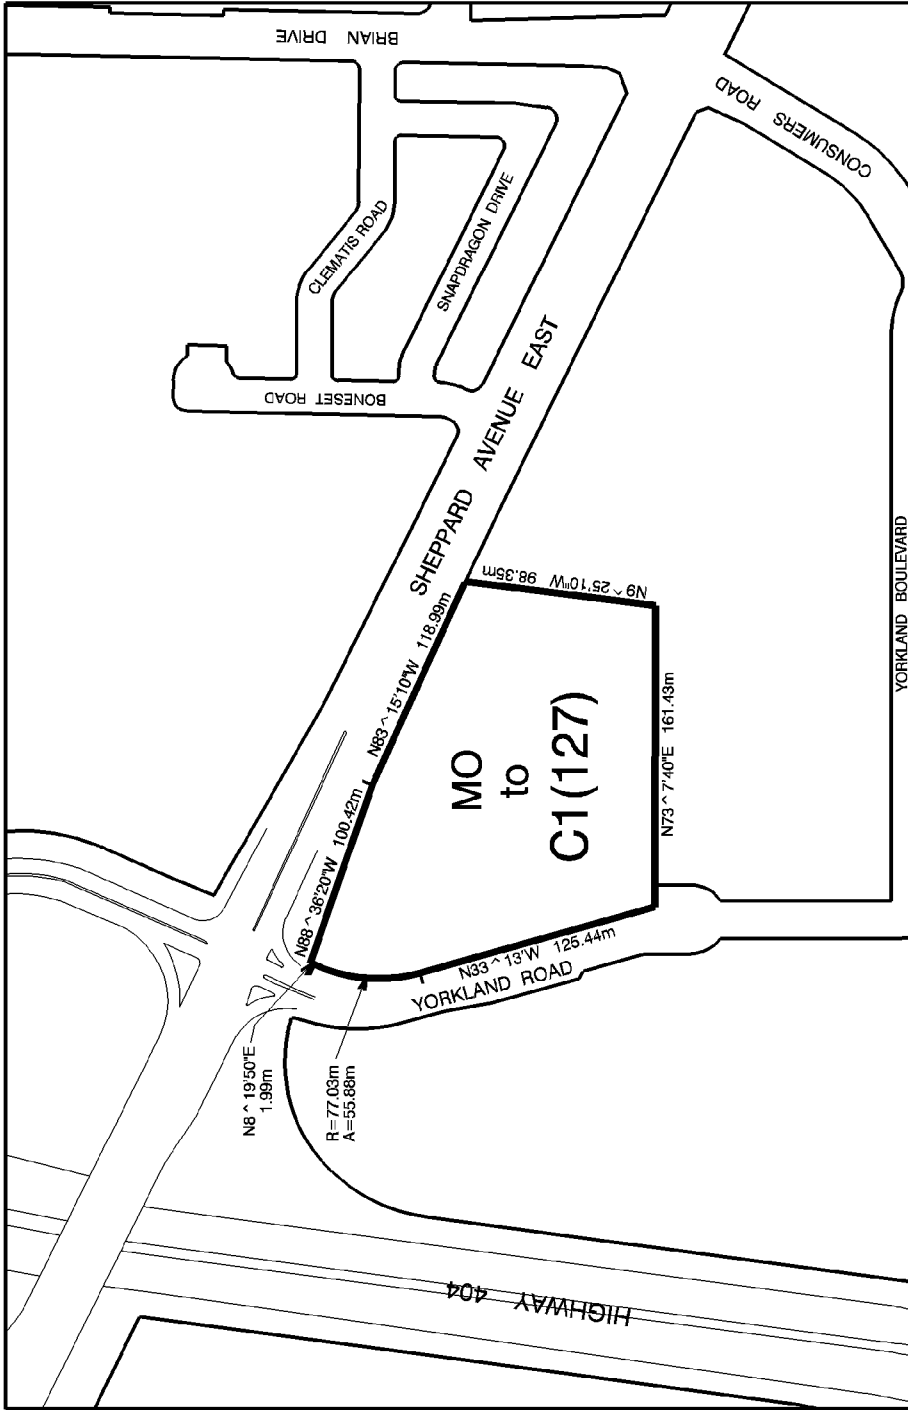 BRIAN DRIVE
CONSUMERS ROAD
CLEMATIS ROAD
SNAPDRAGON DRIVE
BONESET ROAD
SHEPPARD AVENUE EAST
YORKLAND BOULEVARD
N9^25'10"W 98.35m
N83^15'10"W 118.99m
N88^36'20"W 100.42m
MO
to
C1(127)
N73^7'40"E 161.43m
N33^13'W 125.44m
YORKLAND ROAD
N8^19'50"E
1.99m
R=77.03m
A=55.88m
HIGHWAY 404